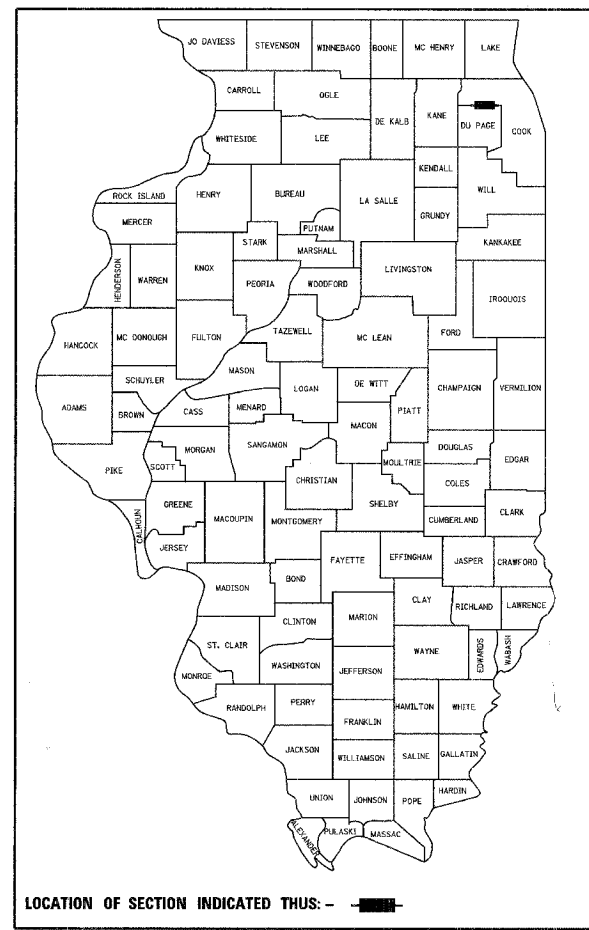 JO DAVIESS STEVENSON WINNEBAGO BOONE MC HENRY LAKE
CARROLL OGLE DE KALB KANE DU PAGE COOK
WHITESIDE LEE
KENDALL WILL
ROCK ISLAND HENRY BUREAU LA SALLE GRUNDY
MERCER PUTNAM KANKAKEE
STARK MARSHALL
HENDERSON WARREN KNOX PEORIA WOODFORD LIVINGSTON IROQUOIS
HANCOCK MC DONOUGH FULTON TAZEWELL MC LEAN FORD
MASON
SCHUYLER LOGAN DE WITT CHAMPAIGN VERMILION
ADAMS BROWN CASS MENARD PIATT
MACON
MORGAN SANGAMON DOUGLAS
PIKE SCOTT MOULTRIE EDGAR
CHRISTIAN COLES
GREENE SHELBY
CALHOUN MACOUPIN MONTGOMERY CUMBERLAND CLARK
JERSEY
FAYETTE EFFINGHAM JASPER CRAWFORD
MADISON BOND
CLAY RICHLAND LAWRENCE
CLINTON MARION
ST. CLAIR WAYNE EDWARDS WABASH
WASHINGTON JEFFERSON
MONROE
RANDOLPH PERRY HAMILTON WHITE
FRANKLIN
JACKSON WILLIAMSON SALINE GALLATIN
UNION JOHNSON POPE HARDIN
ALEXANDER PULASKI MASSAC
LOCATION OF SECTION INDICATED THUS: -